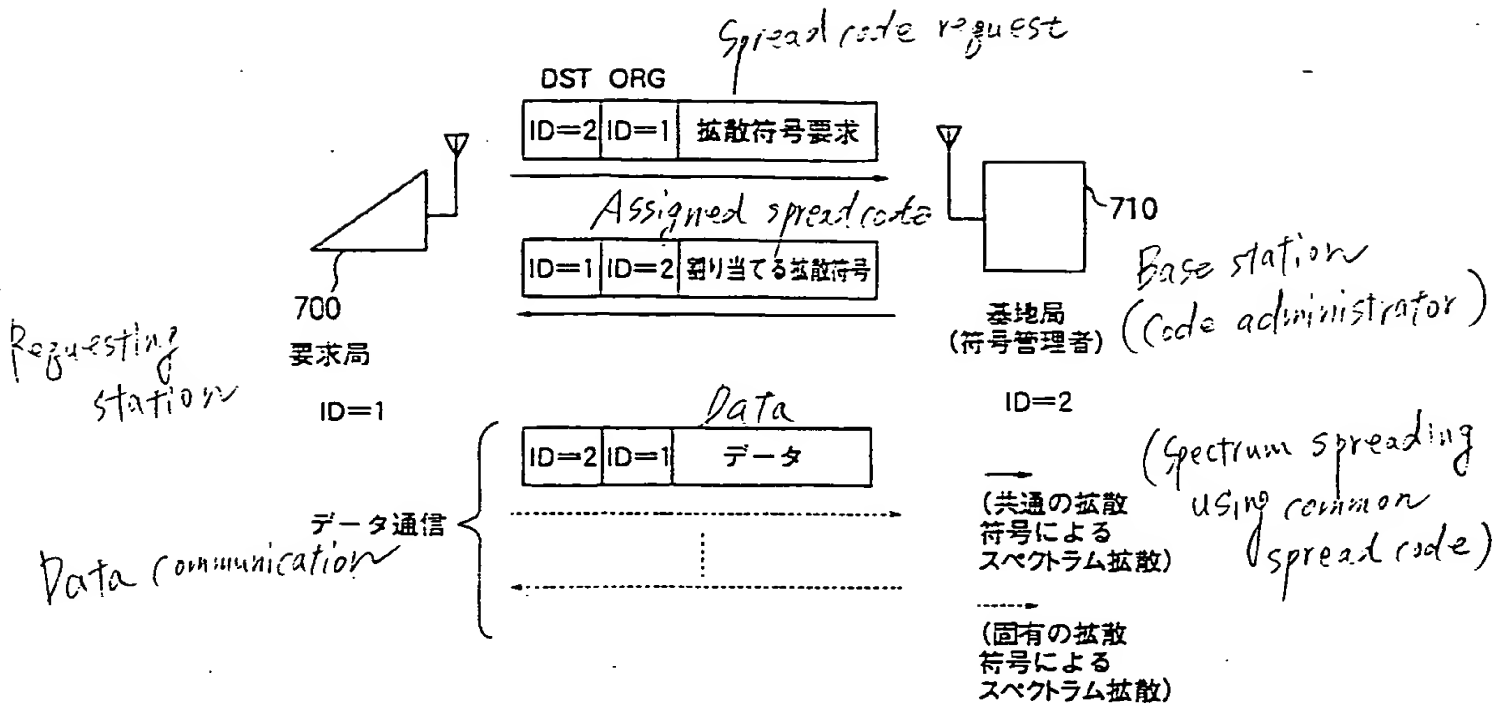 Spread code request
DST ORG
ID=2 ID=1 拡散符号要求
Assigned spread code
710
ID=1 ID=2 割り当てる拡散符号
700
Base station
(Code administrator)
基地局
(符号管理者)
Requesting
station
要求局
ID=1
ID=2
Data
ID=2 ID=1 データ
データ通信
Data communication
(共通の拡散
符号による
スペクトラム拡散)
(Spectrum spreading
using common
spread code)
(固有の拡散
符号による
スペクトラム拡散)